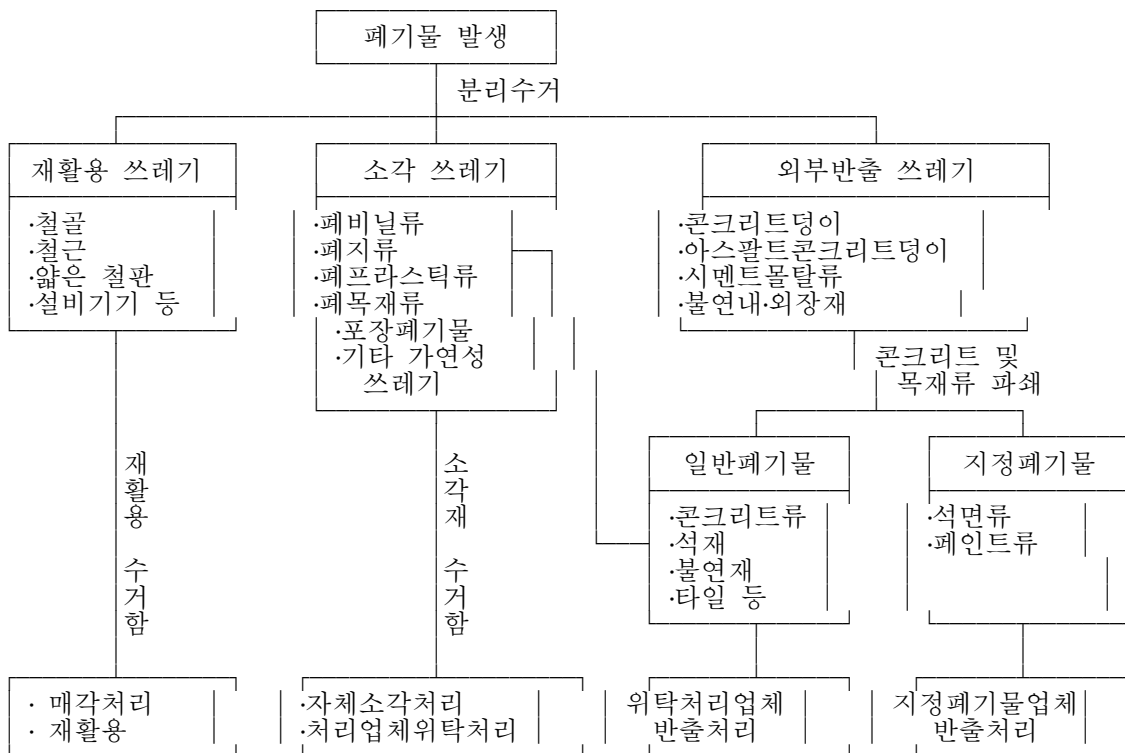 폐기물 발생
분리수거
재활용 쓰레기
·철골
·철근
·얇은 철판
·설비기기 등
소각 쓰레기
·폐비닐류
·폐지류
·폐프라스틱류
·폐목재류
·포장폐기물
·기타 가연성
쓰레기
외부반출 쓰레기
·콘크리트덩이
·아스팔트콘크리트덩이
·시멘트몰탈류
·불연내·외장재
콘크리트 및
목재류 파쇄
일반폐기물
·콘크리트류
·석재
·불연재
·타일 등
지정폐기물
·석면류
·페인트류
재활용 수거함
소각재 수거함
· 매각처리
· 재활용
·자체소각처리
·처리업체위탁처리
위탁처리업체
반출처리
지정폐기물업체
반출처리